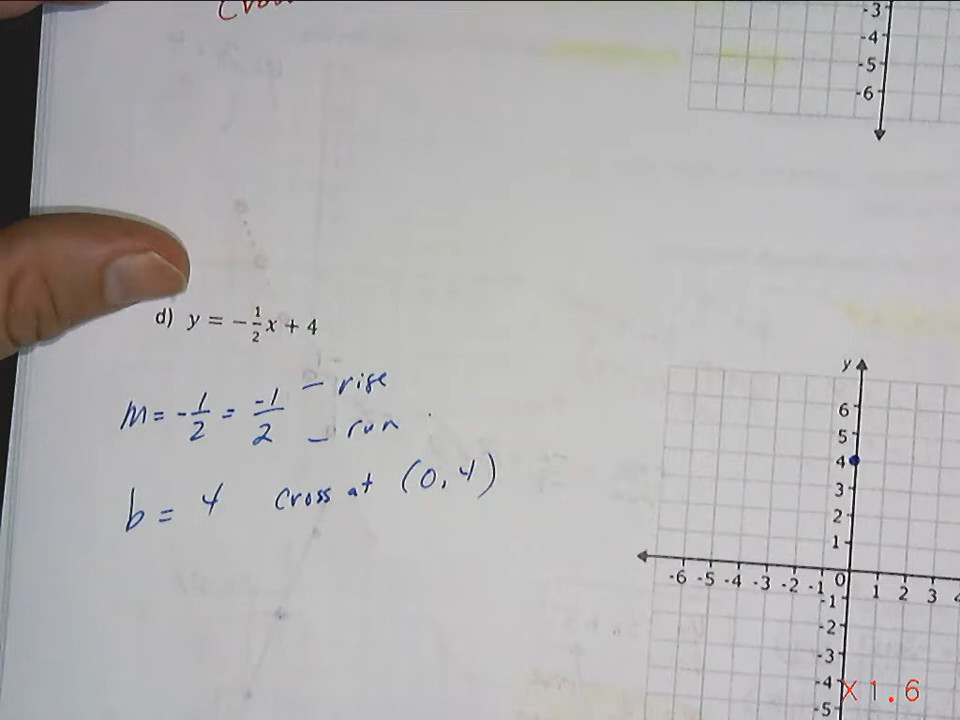 -3
-4
-5
-6
d) y = -1/2 x + 4
m = -1/2 = -1/2 - rise
- run
b = 4 cross at (0, 4)
y
6
5
4
3
2
1
-6 -5 -4 -3 -2 -1 0 1 2 3 4
-1
-2
-3
-4
-5
X1.6